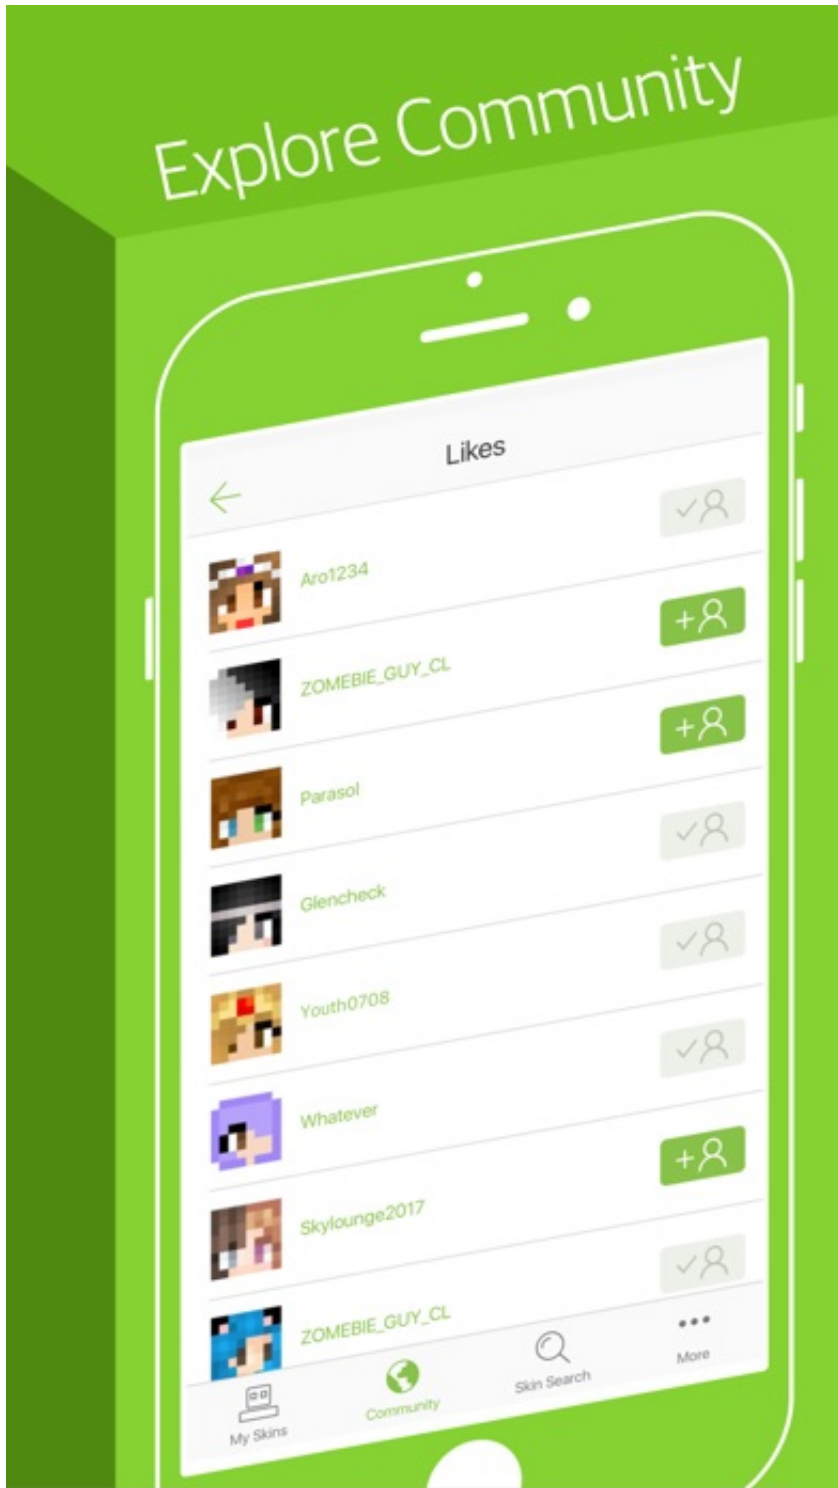 Explore Community
Likes
Aro1234
ZOMEBIE_GUY_CL
Parasol
Glencheck
Youth0708
Whatever
Skylounge2017
ZOMEBIE_GUY_CL
My Skins
Community
Skin Search
More